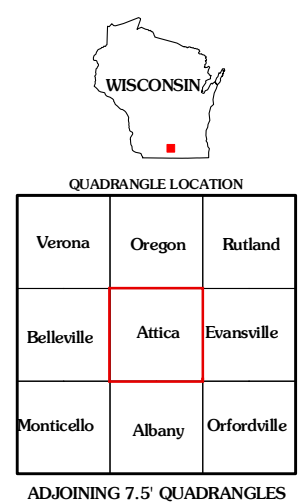 WISCONSIN
QUADRANGLE LOCATION
Verona Oregon Rutland
Belleville Attica Evansville
Monticello Albany Orfordville
ADJOINING 7.5' QUADRANGLES